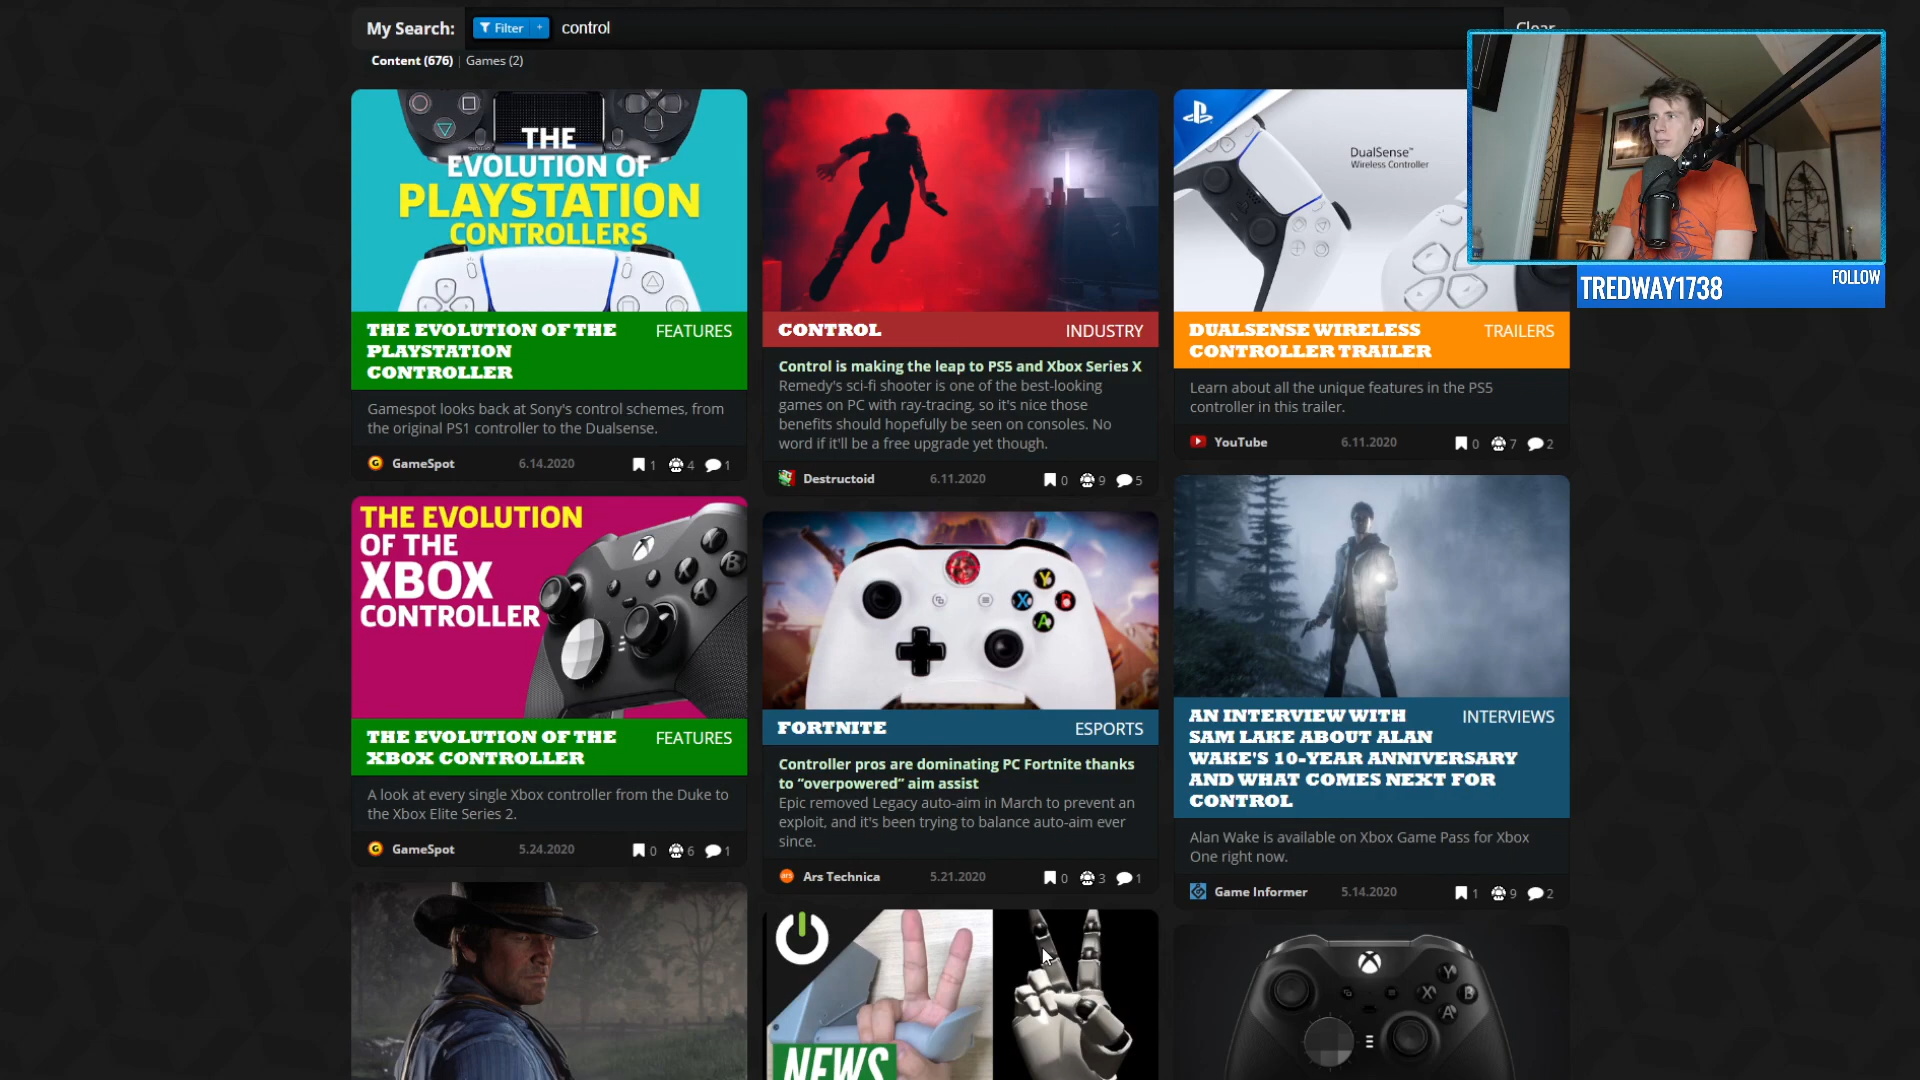 My Search:
Filter +
control
Clear
Content (676) | Games (2)
TREDWAY1738
FOLLOW
THE
EVOLUTION OF
PLAYSTATION
CONTROLLERS
THE EVOLUTION OF THE
PLAYSTATION
CONTROLLER
FEATURES
Gamespot looks back at Sony's control schemes, from
the original PS1 controller to the Dualsense.
GameSpot 6.14.2020 1 4 1
CONTROL INDUSTRY
Control is making the leap to PS5 and Xbox Series X
Remedy's sci-fi shooter is one of the best-looking
games on PC with ray-tracing, so it's nice those
benefits should hopefully be seen on consoles. No
word if it'll be a free upgrade yet though.
Destructoid 6.11.2020 0 9 5
DualSense™
Wireless Controller
DUALSENSE WIRELESS
CONTROLLER TRAILER
TRAILERS
Learn about all the unique features in the PS5
controller in this trailer.
YouTube 6.11.2020 0 7 2
THE EVOLUTION
OF THE
XBOX
CONTROLLER
X
B
A
THE EVOLUTION OF THE
XBOX CONTROLLER
FEATURES
A look at every single Xbox controller from the Duke to
the Xbox Elite Series 2.
GameSpot 5.24.2020 0 6 1
Y
X
B
A
FORTNITE ESPORTS
Controller pros are dominating PC Fortnite thanks
to "overpowered" aim assist
Epic removed Legacy auto-aim in March to prevent an
exploit, and it's been trying to balance auto-aim ever
since.
ars Ars Technica 5.21.2020 0 3 1
AN INTERVIEW WITH
SAM LAKE ABOUT ALAN
WAKE'S 10-YEAR ANNIVERSARY
AND WHAT COMES NEXT FOR
CONTROL
INTERVIEWS
Alan Wake is available on Xbox Game Pass for Xbox
One right now.
Game Informer 5.14.2020 1 9 2
NEWS
Y
X
B
A